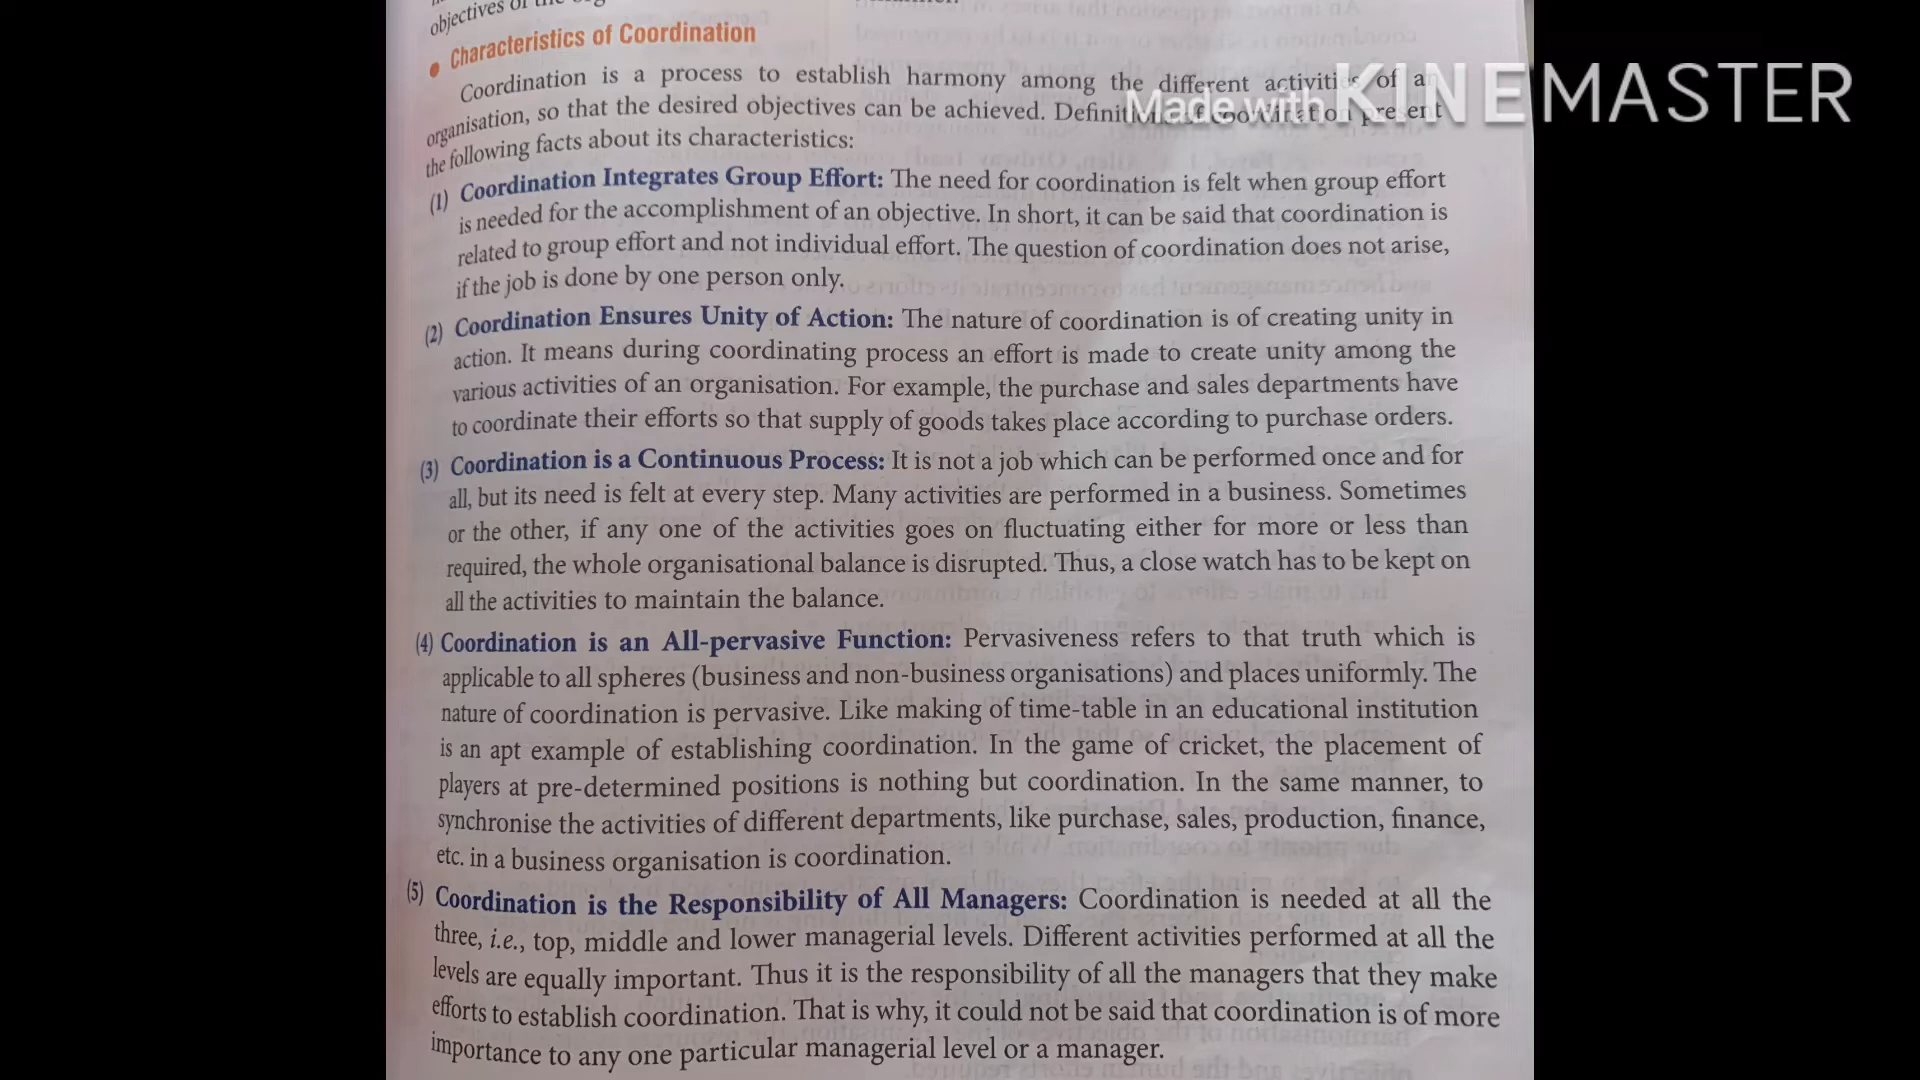 objectives of the
• Characteristics of Coordination
Coordination is a process to establish harmony among the different activities of an
organisation, so that the desired objectives can be achieved. Definitions of coordination present
the following facts about its characteristics:
Made with KINEMASTER
(1) Coordination Integrates Group Effort: The need for coordination is felt when group effort
is needed for the accomplishment of an objective. In short, it can be said that coordination is
related to group effort and not individual effort. The question of coordination does not arise,
if the job is done by one person only.
(2) Coordination Ensures Unity of Action: The nature of coordination is of creating unity in
action. It means during coordinating process an effort is made to create unity among the
various activities of an organisation. For example, the purchase and sales departments have
to coordinate their efforts so that supply of goods takes place according to purchase orders.
(3) Coordination is a Continuous Process: It is not a job which can be performed once and for
all, but its need is felt at every step. Many activities are performed in a business. Sometimes
or the other, if any one of the activities goes on fluctuating either for more or less than
required, the whole organisational balance is disrupted. Thus, a close watch has to be kept on
all the activities to maintain the balance.
(4) Coordination is an All-pervasive Function: Pervasiveness refers to that truth which is
applicable to all spheres (business and non-business organisations) and places uniformly. The
nature of coordination is pervasive. Like making of time-table in an educational institution
is an apt example of establishing coordination. In the game of cricket, the placement of
players at pre-determined positions is nothing but coordination. In the same manner, to
synchronise the activities of different departments, like purchase, sales, production, finance,
etc. in a business organisation is coordination.
(5) Coordination is the Responsibility of All Managers: Coordination is needed at all the
three, i.e., top, middle and lower managerial levels. Different activities performed at all the
levels are equally important. Thus it is the responsibility of all the managers that they make
efforts to establish coordination. That is why, it could not be said that coordination is of more
importance to any one particular managerial level or a manager.